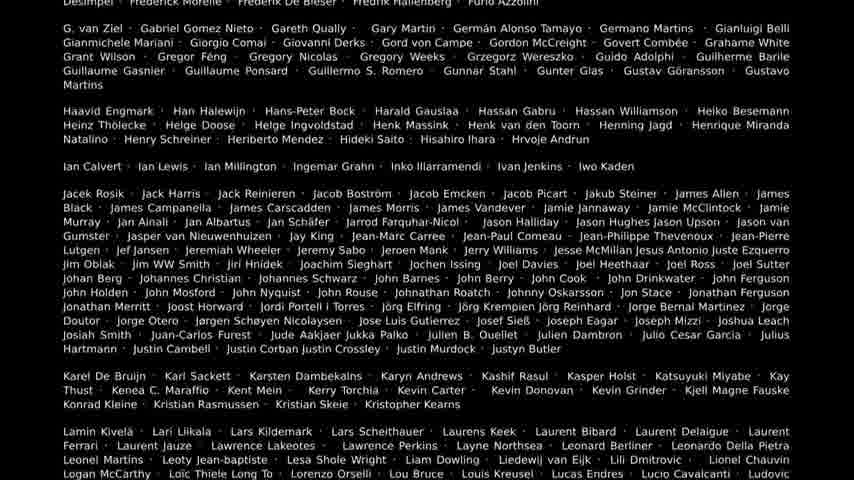 Desimpel · Frederick Morelle · Frederik De Bleser · Fredrik Hallenberg · Furio Azzolini
G. van Ziel · Gabriel Gomez Nieto · Gareth Qually · Gary Martin · Germán Alonso Tamayo · Germano Martins · Gianluigi Belli
Gianmichele Mariani · Giorgio Comai · Giovanni Derks · Gord von Campe · Gordon McCreight · Govert Combée · Grahame White
Grant Wilson · Gregor Féng · Gregory Nicolas · Gregory Weeks · Grzegorz Wereszko · Guido Adolphi · Guilherme Barile
Guillaume Gasnier · Guillaume Ponsard · Guillermo S. Romero · Gunnar Stahl · Gunter Glas · Gustav Göransson · Gustavo
Martins
Haavid Engmark · Han Halewijn · Hans-Peter Bock · Harald Gauslaa · Hassan Gabru · Hassan Williamson · Heiko Besemann
Heinz Thölecke · Helge Doose · Helge Ingvoldstad · Henk Massink · Henk van den Toorn · Henning Jagd · Henrique Miranda
Natalino · Henry Schreiner · Heriberto Mendez · Hideki Saito · Hisahiro Ihara · Hrvoje Andrun
Ian Calvert · Ian Lewis · Ian Millington · Ingemar Grahn · Inko Illarramendi · Ivan Jenkins · Iwo Kaden
Jacek Rosik · Jack Harris · Jack Reinieren · Jacob Boström · Jacob Emcken · Jacob Picart · Jakub Steiner · James Allen · James
Black · James Campanella · James Carscadden · James Morris · James Vandever · Jamie Jannaway · Jamie McClintock · Jamie
Murray · Jan Ainali · Jan Albartus · Jan Schäfer · Jarrod Farquhar-Nicol · Jason Halliday · Jason Hughes Jason Upson · Jason van
Gumster · Jasper van Nieuwenhuizen · Jay King · Jean-Marc Carree · Jean-Paul Comeau · Jean-Philippe Thevenoux · Jean-Pierre
Lutgen · Jef Jansen · Jeremiah Wheeler · Jeremy Sabo · Jeroen Mank · Jerry Williams · Jesse McMillan Jesus Antonio Juste Ezquerro
Jim Oblak · Jim WW Smith · Jirí Hnídek · Joachim Sieghart · Jochen Issing · Joel Davies · Joel Heethaar · Joel Ross · Joel Sutter
Johan Berg · Johannes Christian · Johannes Schwarz · John Barnes · John Berry · John Cook · John Drinkwater · John Ferguson
John Holden · John Mosford · John Nyquist · John Rouse · Johnathan Roatch · Johnny Oskarsson · Jon Stace · Jonathan Ferguson
Jonathan Merritt · Joost Horward · Jordi Portell i Torres · Jörg Elfring · Jörg Krempien Jörg Reinhard · Jorge Bernal Martinez · Jorge
Doutor · Jorge Otero · Jørgen Schøyen Nicolaysen · Jose Luis Gutierrez · Josef Sieß · Joseph Eagar · Joseph Mizzi · Joshua Leach
Josiah Smith · Juan-Carlos Furest · Jude Aakjaer Jukka Palko · Julien B. Ouellet · Julien Dambron · Julio Cesar Garcia · Julius
Hartmann · Justin Cambell · Justin Corban Justin Crossley · Justin Murdock · Justyn Butler
Karel De Bruijn · Karl Sackett · Karsten Dambekalns · Karyn Andrews · Kashif Rasul · Kasper Holst · Katsuyuki Miyabe · Kay
Thust · Kenea C. Maraffio · Kent Mein · Kerry Torchia · Kevin Carter · Kevin Donovan · Kevin Grinder · Kjell Magne Fauske
Konrad Kleine · Kristian Rasmussen · Kristian Skeie · Kristopher Kearns
Lamin Kivelä · Lari Liikala · Lars Kildemark · Lars Scheithauer · Laurens Keek · Laurent Bibard · Laurent Delaigue · Laurent
Ferrari · Laurent Jauze · Lawrence Lakeotes · Lawrence Perkins · Layne Northsea · Leonard Berliner · Leonardo Della Pietra
Leonel Martins · Leoty Jean-baptiste · Lesa Shole Wright · Liam Dowling · Liedewij van Eijk · Lili Dmitrovic · Lionel Chauvin
Logan McCarthy · Loïc Thiele Long To · Lorenzo Orselli · Lou Bruce · Louis Kreusel · Lucas Endres · Lucio Cavalcanti · Ludovic